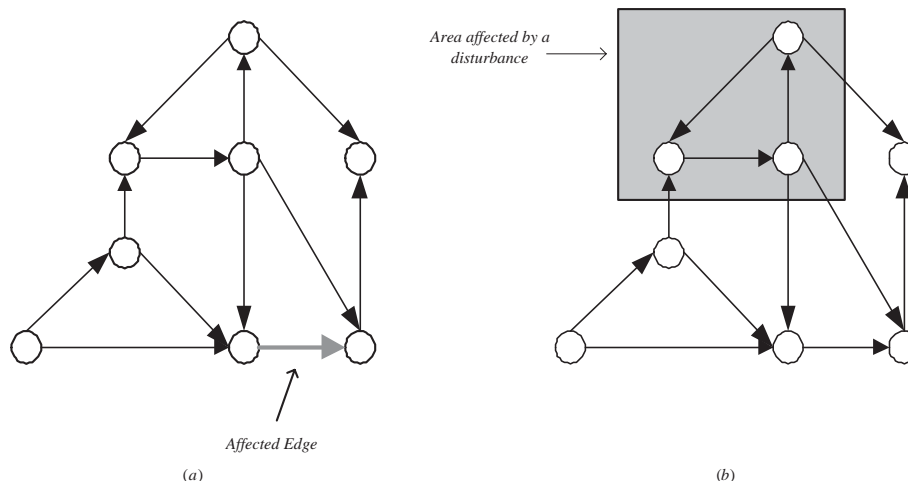 Area affected by a
disturbance
Affected Edge
(a)
(b)